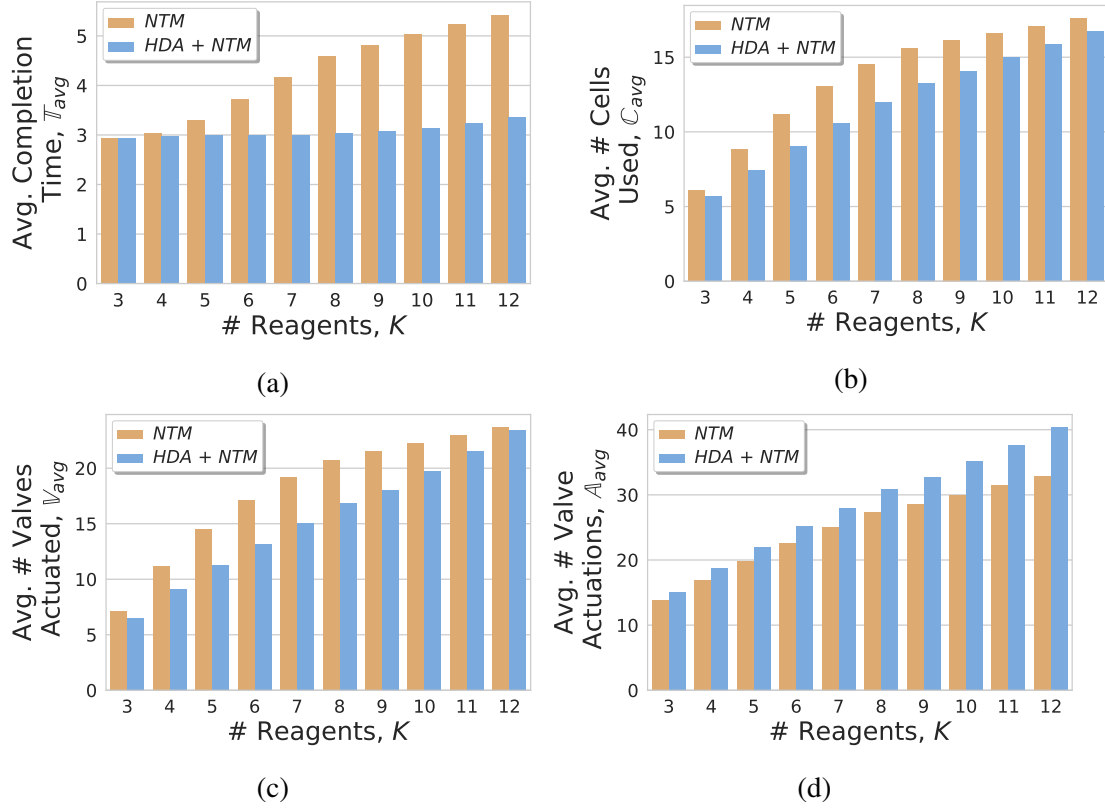 NTM
HDA + NTM
Avg. Completion
Time, 𝕋avg
0
1
2
3
4
5
3 4 5 6 7 8 9 10 11 12
# Reagents, K
(a)
NTM
HDA + NTM
Avg. # Cells
Used, ℂavg
0
5
10
15
3 4 5 6 7 8 9 10 11 12
# Reagents, K
(b)
NTM
HDA + NTM
Avg. # Valves
Actuated, 𝕍avg
0
5
10
15
20
3 4 5 6 7 8 9 10 11 12
# Reagents, K
(c)
NTM
HDA + NTM
Avg. # Valve
Actuations, 𝔸avg
0
10
20
30
40
3 4 5 6 7 8 9 10 11 12
# Reagents, K
(d)